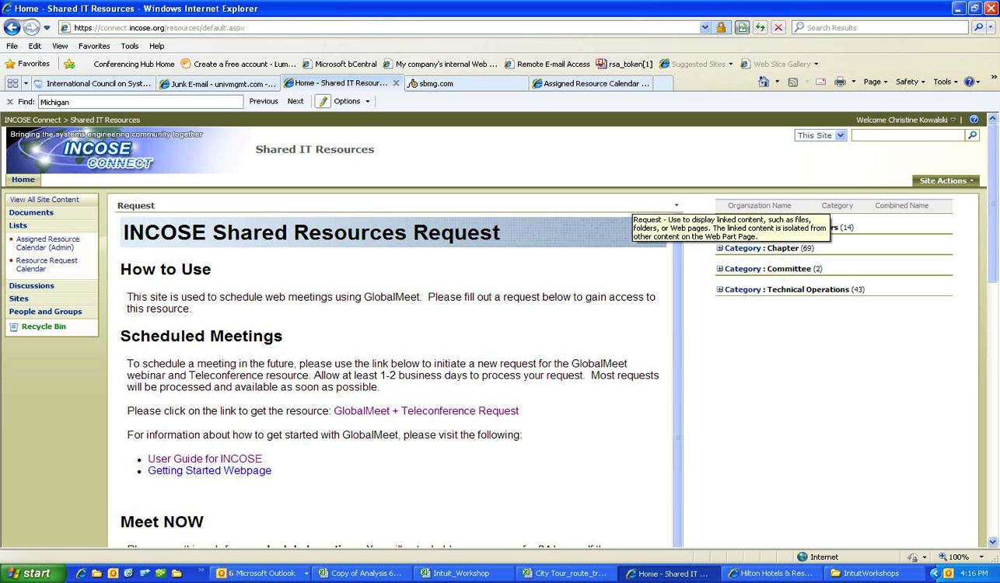 Home - Shared IT Resources - Windows Internet Explorer
https://connect.incose.org/resources/default.aspx
Search Results
File Edit View Favorites Tools Help
Favorites Conferencing Hub Home Create a free account - Lum... Microsoft bCentral My company's internal Web ... Remote E-mail Access rsa_token[1] Suggested Sites Web Slice Gallery
International Council on Syst... Junk E-mail - univmgmt.com -... Home - Shared IT Resour... X sbmg.com Assigned Resource Calendar ... Page Safety Tools
X Find: Michigan Previous Next Options
INCOSE Connect > Shared IT Resources Welcome Christine Kowalski
Bringing the systems engineering community together
INCOSE
CONNECT
Shared IT Resources
This Site
Home Site Actions
View All Site Content
Documents
Lists
Assigned Resource
Calendar (Admin)
Resource Request
Calendar
Discussions
Sites
People and Groups
Recycle Bin
Request
INCOSE Shared Resources Request
How to Use
This site is used to schedule web meetings using GlobalMeet. Please fill out a request below to gain access to
this resource.
Scheduled Meetings
To schedule a meeting in the future, please use the link below to initiate a new request for the GlobalMeet
webinar and Teleconference resource. Allow at least 1-2 business days to process your request. Most requests
will be processed and available as soon as possible.
Please click on the link to get the resource: GlobalMeet + Teleconference Request
For information about how to get started with GlobalMeet, please visit the following:
• User Guide for INCOSE
• Getting Started Webpage
Meet NOW
Organization Name Category Combined Name
Request - Use to display linked content, such as files,
folders, or Web pages. The linked content is isolated from
other content on the Web Part Page.
rs (14)
Category : Chapter (69)
Category : Committee (2)
Category : Technical Operations (43)
Internet 100%
start 6 Microsoft Outlook Copy of Analysis 6... Intuit_Workshop City Tour_route_tr... Home - Shared IT ... Hilton Hotels & Res... IntuitWorkshops 4:16 PM